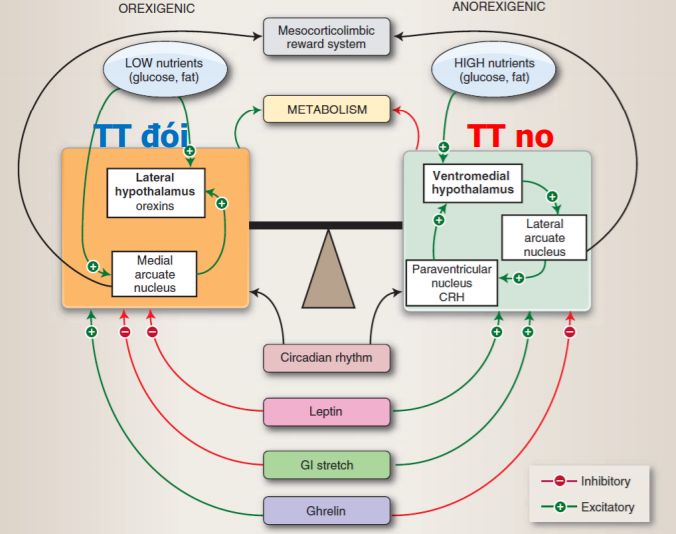 OREXIGENIC
ANOREXIGENIC
Mesocorticolimbic
reward system
LOW nutrients
(glucose, fat)
HIGH nutrients
(glucose, fat)
METABOLISM
TT đói
TT no
Lateral
hypothalamus
orexins
Medial
arcuate
nucleus
Ventromedial
hypothalamus
Lateral
arcuate
nucleus
Paraventricular
nucleus
CRH
Circadian rhythm
Leptin
GI stretch
Ghrelin
Inhibitory
Excitatory